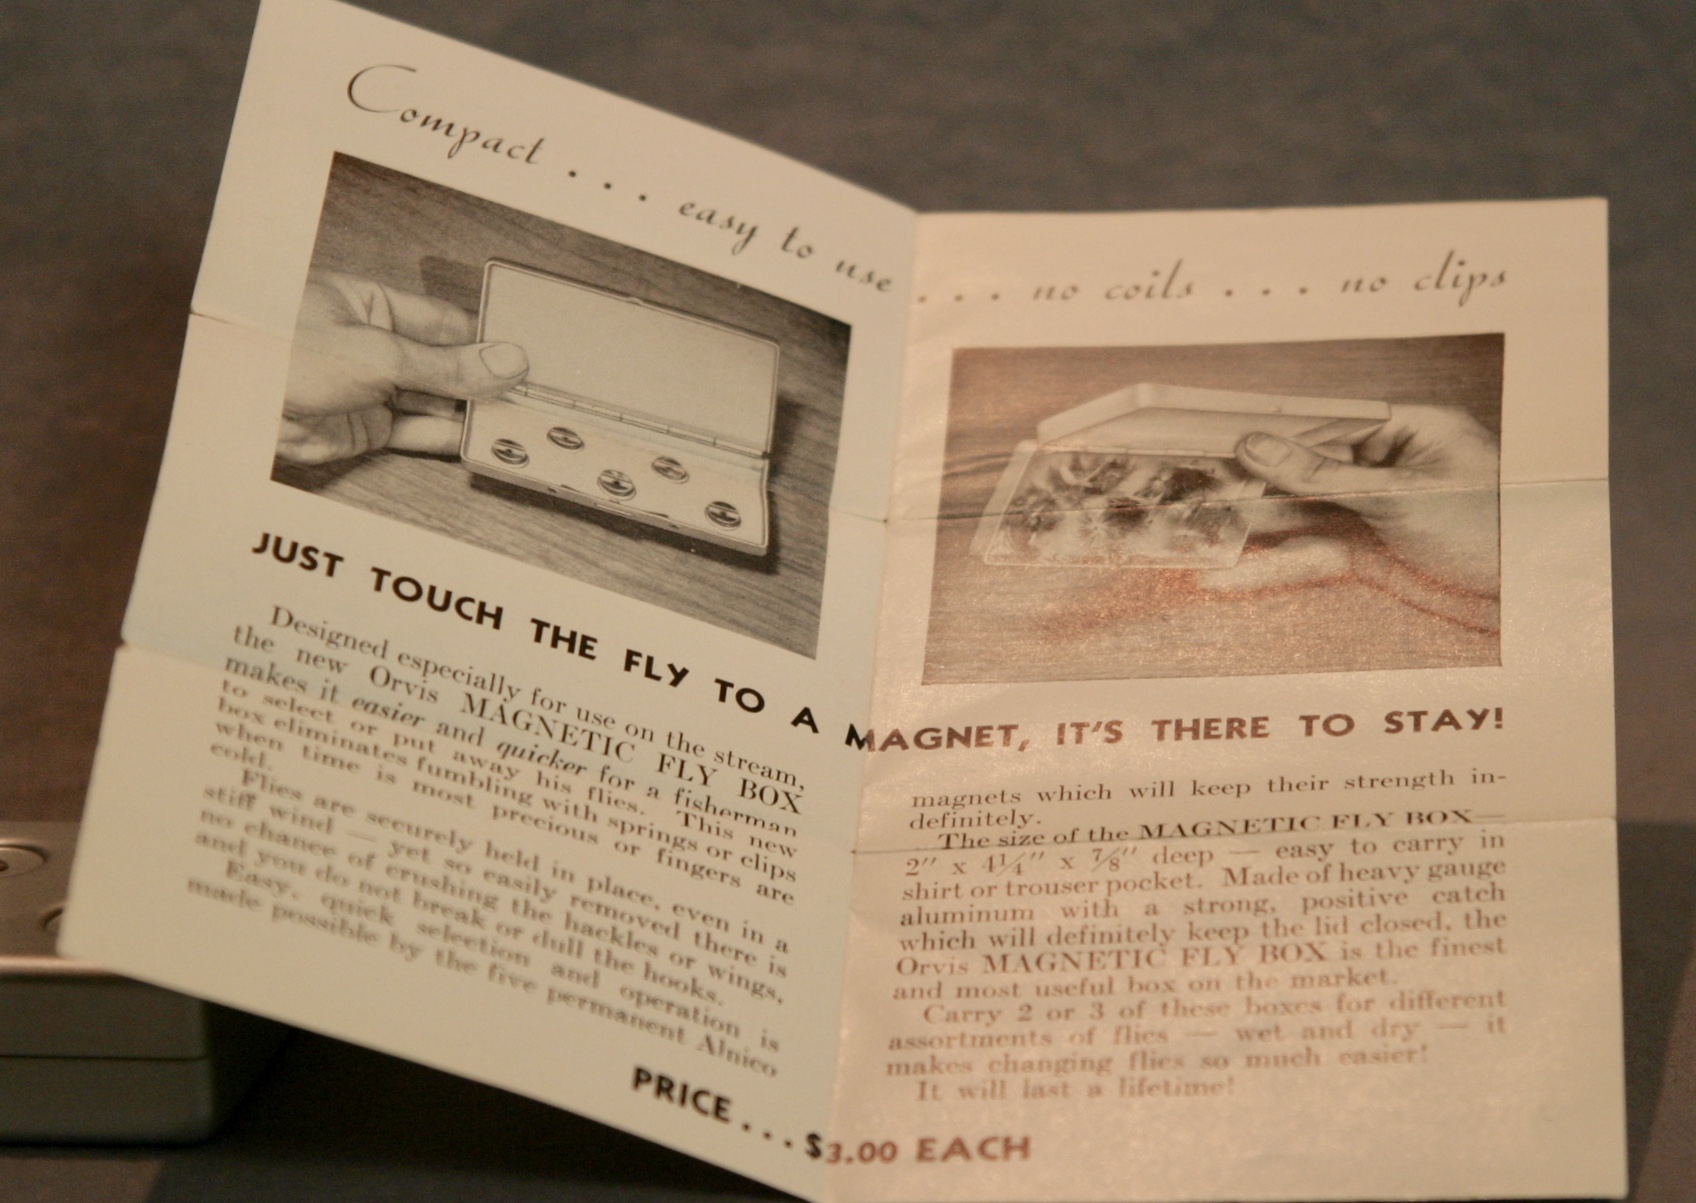 Compact . . . easy to use . . . no coils . . . no clips
JUST TOUCH THE FLY TO A MAGNET, IT'S THERE TO STAY!
Designed especially for use on the stream,
the new Orvis MAGNETIC FLY BOX
makes it easier and quicker for a fisherman
to select or put away his flies. This new
box eliminates fumbling with springs or clips
when time is most precious or fingers are
cold.
Flies are securely held in place, even in a
stiff wind — yet so easily removed there is
no chance of crushing the hackles or wings,
and you do not break or dull the hooks.
Easy, quick selection and operation is
made possible by the five permanent Alnico
magnets which will keep their strength in-
definitely.
The size of the MAGNETIC FLY BOX—
2" x 4¼" x ⅞" deep — easy to carry in
shirt or trouser pocket. Made of heavy gauge
aluminum with a strong, positive catch
which will definitely keep the lid closed, the
Orvis MAGNETIC FLY BOX is the finest
and most useful box on the market.
Carry 2 or 3 of these boxes for different
assortments of flies — wet and dry — it
makes changing flies so much easier!
It will last a lifetime!
PRICE . . . $3.00 EACH